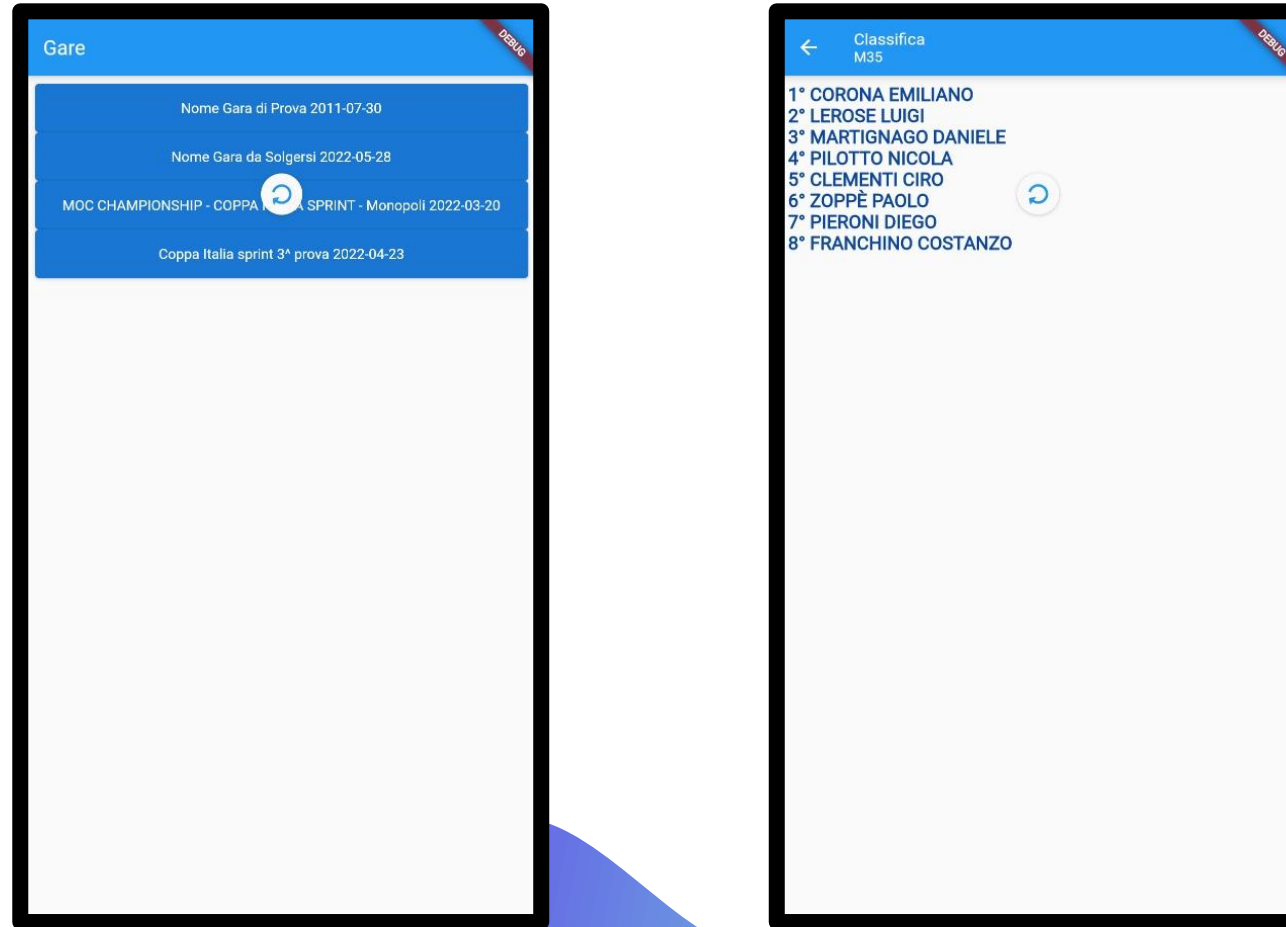 Gare
DEBUG
Nome Gara di Prova 2011-07-30
Nome Gara da Solgersi 2022-05-28
MOC CHAMPIONSHIP - COPPA SPRINT - Monopoli 2022-03-20
Coppa Italia sprint 3^ prova 2022-04-23
Classifica
M35
DEBUG
1° CORONA EMILIANO
2° LEROSE LUIGI
3° MARTIGNAGO DANIELE
4° PILOTTO NICOLA
5° CLEMENTI CIRO
6° ZOPPÈ PAOLO
7° PIERONI DIEGO
8° FRANCHINO COSTANZO